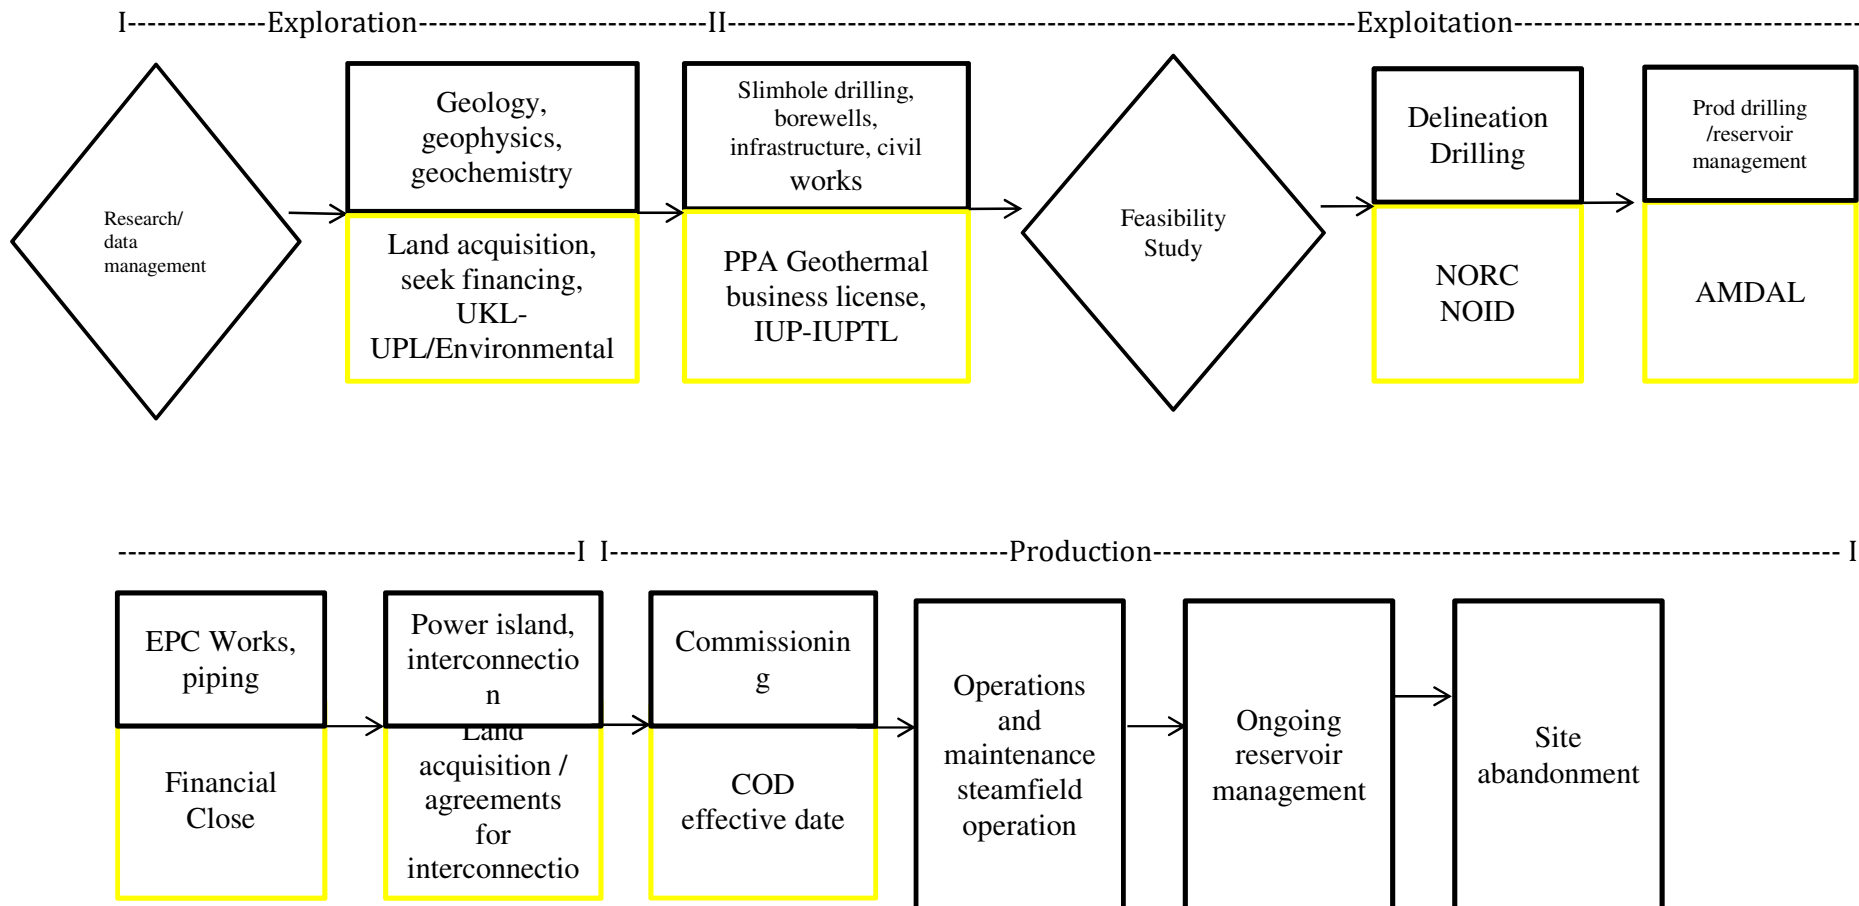 I-----------Exploration-----------------------II----------------------------------------------------Exploitation----------------------------
Research/
data
management
Geology,
geophysics,
geochemistry
Land acquisition,
seek financing,
UKL-
UPL/Environmental
Slimhole drilling,
borewells,
infrastructure, civil
works
PPA Geothermal
business license,
IUP-IUPTL
Feasibility
Study
Delineation
Drilling
NORC
NOID
Prod drilling
/reservoir
management
AMDAL
-------------------------------------I I--------------------------------Production------------------------------------------------------- I
EPC Works,
piping
Financial
Close
Power island,
interconnectio
n
Land
acquisition /
agreements
for
interconnectio
Commissionin
g
COD
effective date
Operations
and
maintenance
steamfield
operation
Ongoing
reservoir
management
Site
abandonment